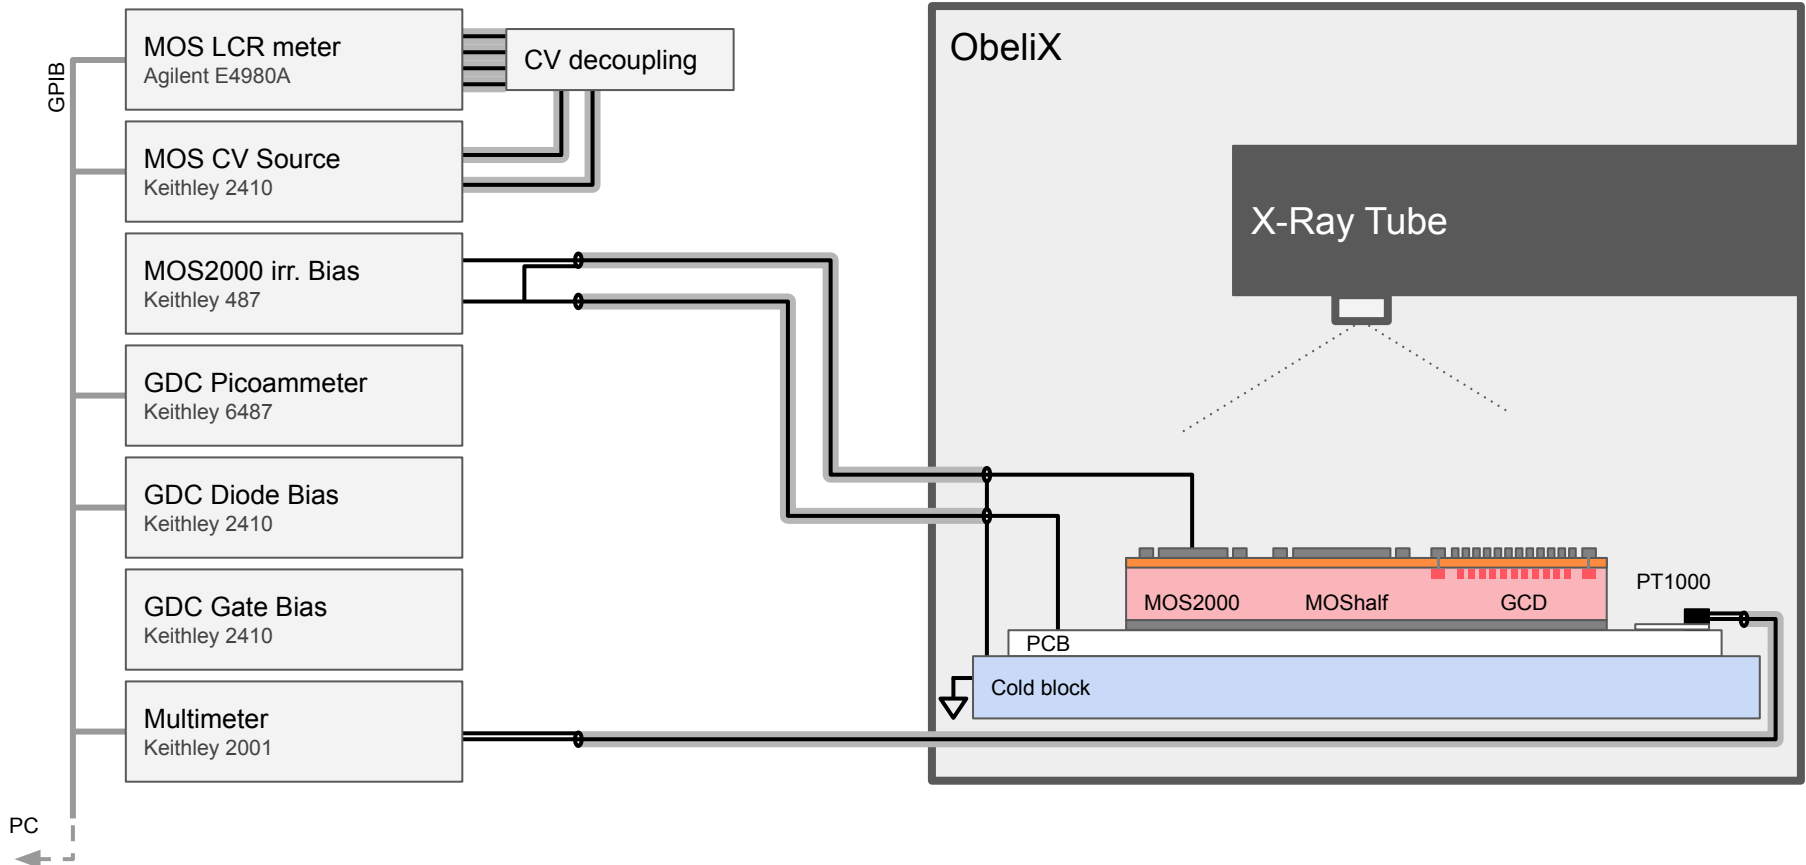 GPIB
MOS LCR meter
Agilent E4980A
CV decoupling
MOS CV Source
Keithley 2410
MOS2000 irr. Bias
Keithley 487
GDC Picoammeter
Keithley 6487
GDC Diode Bias
Keithley 2410
GDC Gate Bias
Keithley 2410
Multimeter
Keithley 2001
PC
ObeliX
X-Ray Tube
MOS2000
MOShalf
GCD
PT1000
PCB
Cold block